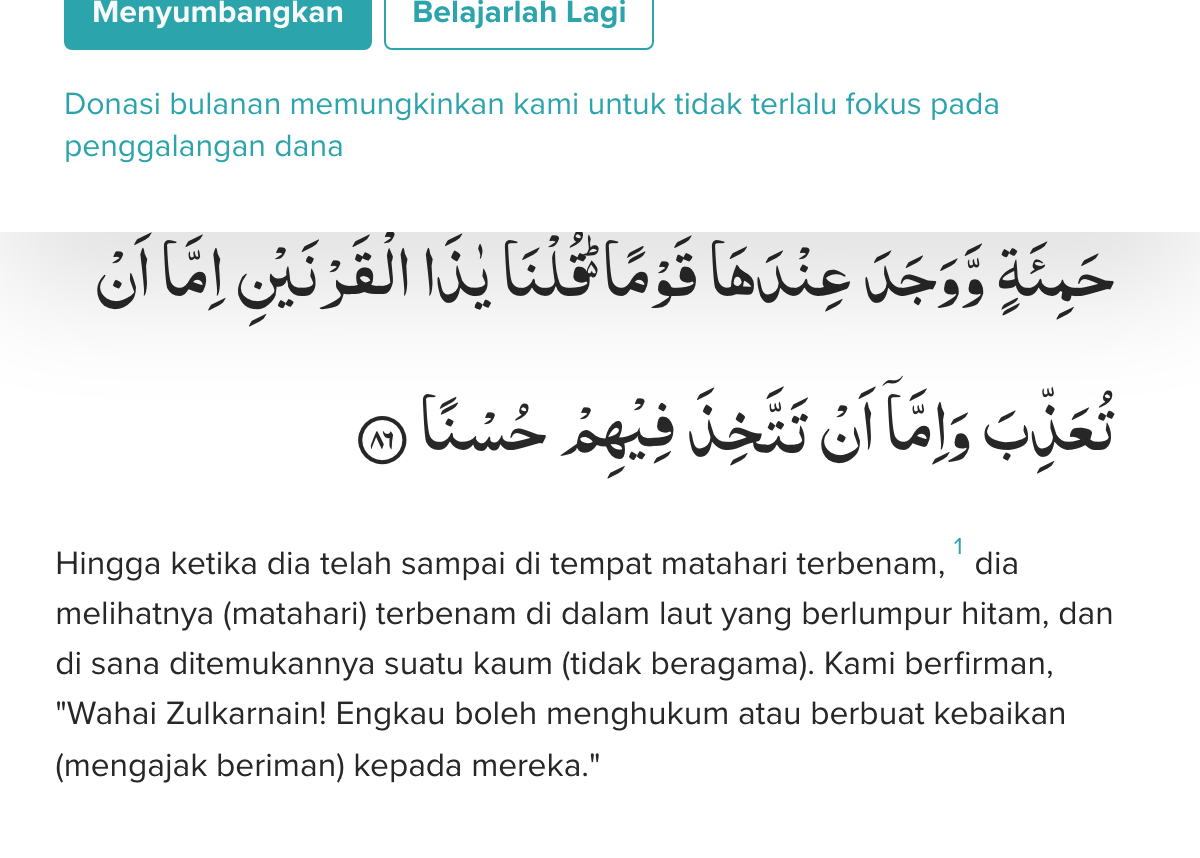 Menyumbangkan
Belajarlah Lagi
Donasi bulanan memungkinkan kami untuk tidak terlalu fokus pada
penggalangan dana
حَمِئَةٍ وَّوَجَدَ عِنْدَهَا قَوْمًا ەۗ قُلْنَا يٰذَا الْقَرْنَيْنِ اِمَّا اَنْ
تُعَذِّبَ وَاِمَّآ اَنْ تَتَّخِذَ فِيْهِمْ حُسْنًا ٨٦
Hingga ketika dia telah sampai di tempat matahari terbenam, 1 dia
melihatnya (matahari) terbenam di dalam laut yang berlumpur hitam, dan
di sana ditemukannya suatu kaum (tidak beragama). Kami berfirman,
"Wahai Zulkarnain! Engkau boleh menghukum atau berbuat kebaikan
(mengajak beriman) kepada mereka."